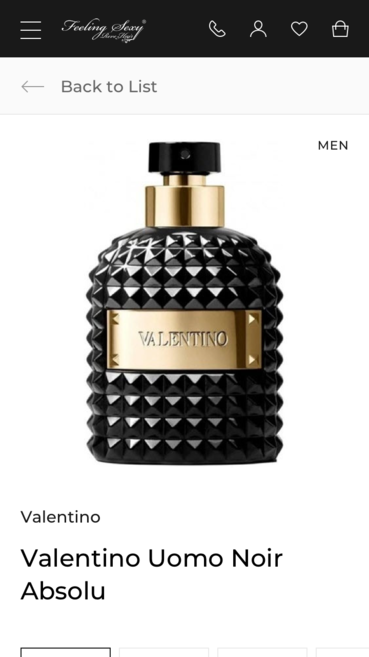 Feeling Sexy
Back to List
MEN
VALENTINO
Valentino
Valentino Uomo Noir
Absolu